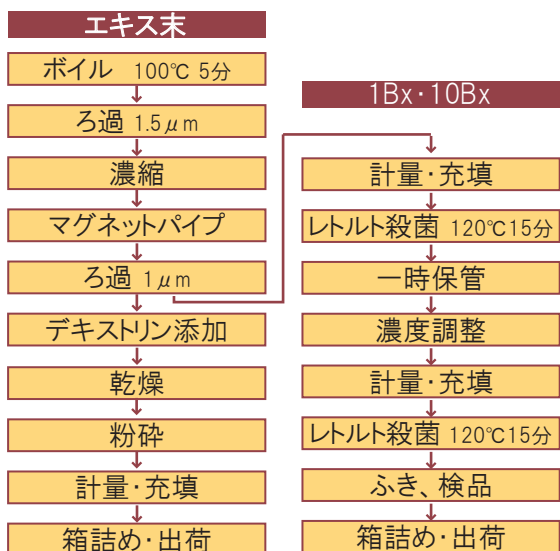 エキス末
ボイル 100℃ 5分
ろ過 1.5μm
濃縮
マグネットパイプ
ろ過 1μm
デキストリン添加
乾燥
粉砕
計量・充填
箱詰め・出荷
1Bx・10Bx
計量・充填
レトルト殺菌 120℃15分
一時保管
濃度調整
計量・充填
レトルト殺菌 120℃15分
ふき、検品
箱詰め・出荷